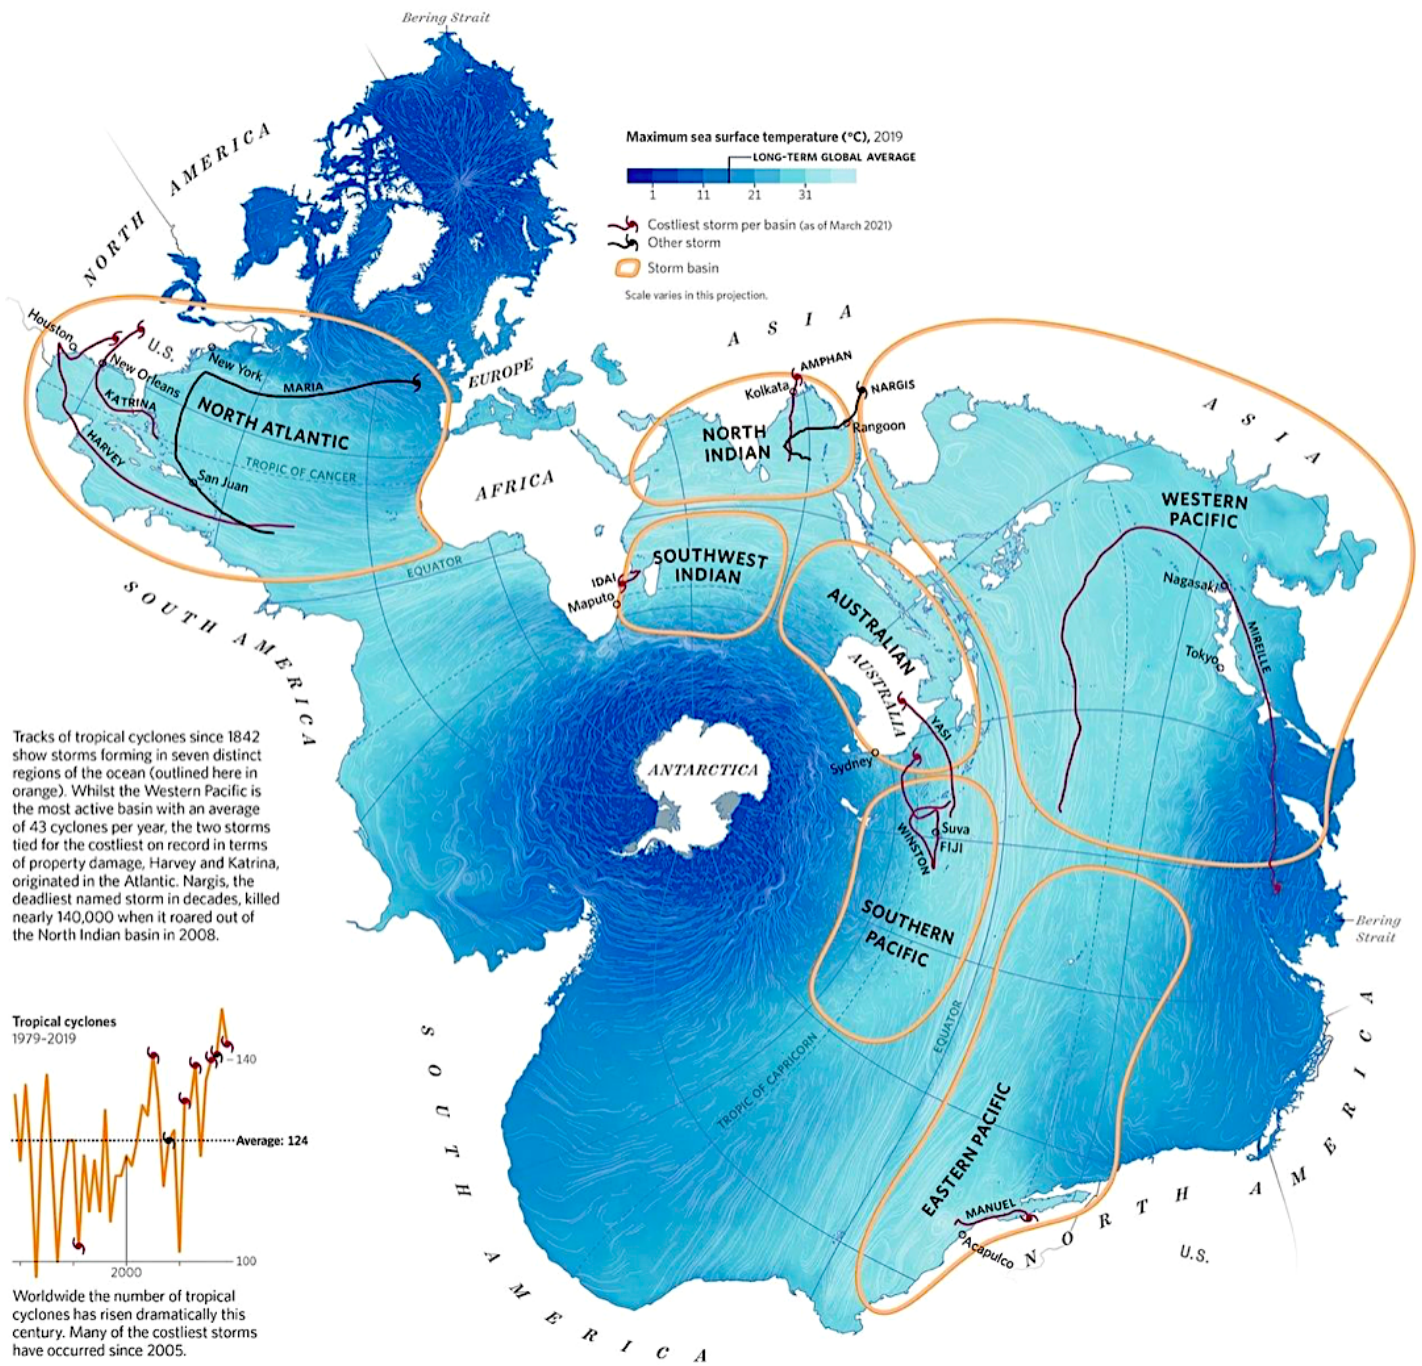 Bering Strait
NORTH AMERICA
Maximum sea surface temperature (°C), 2019
LONG-TERM GLOBAL AVERAGE
1 11 21 31
Costliest storm per basin (as of March 2021)
Other storm
Storm basin
Scale varies in this projection.
Houston
U.S.
New Orleans
New York
KATRINA
MARIA
HARVEY
NORTH ATLANTIC
TROPIC OF CANCER
San Juan
EUROPE
AFRICA
EQUATOR
SOUTH AMERICA
ASIA
AMPHAN
Kolkata
NARGIS
Rangoon
NORTH
INDIAN
SOUTHWEST
INDIAN
IDAI
Maputo
ASIA
WESTERN
PACIFIC
Nagasaki
MIREILLE
Tokyo
AUSTRALIAN
AUSTRALIA
YASI
Sydney
ANTARCTICA
WINSTON
Suva
FIJI
SOUTHERN
PACIFIC
Bering
Strait
EQUATOR
TROPIC OF CAPRICORN
EASTERN PACIFIC
MANUEL
Acapulco
NORTH AMERICA
U.S.
SOUTH AMERICA
Tracks of tropical cyclones since 1842
show storms forming in seven distinct
regions of the ocean (outlined here in
orange). Whilst the Western Pacific is
the most active basin with an average
of 43 cyclones per year, the two storms
tied for the costliest on record in terms
of property damage, Harvey and Katrina,
originated in the Atlantic. Nargis, the
deadliest named storm in decades, killed
nearly 140,000 when it roared out of
the North Indian basin in 2008.
Tropical cyclones
1979–2019
140
Average: 124
100
2000
Worldwide the number of tropical
cyclones has risen dramatically this
century. Many of the costliest storms
have occurred since 2005.